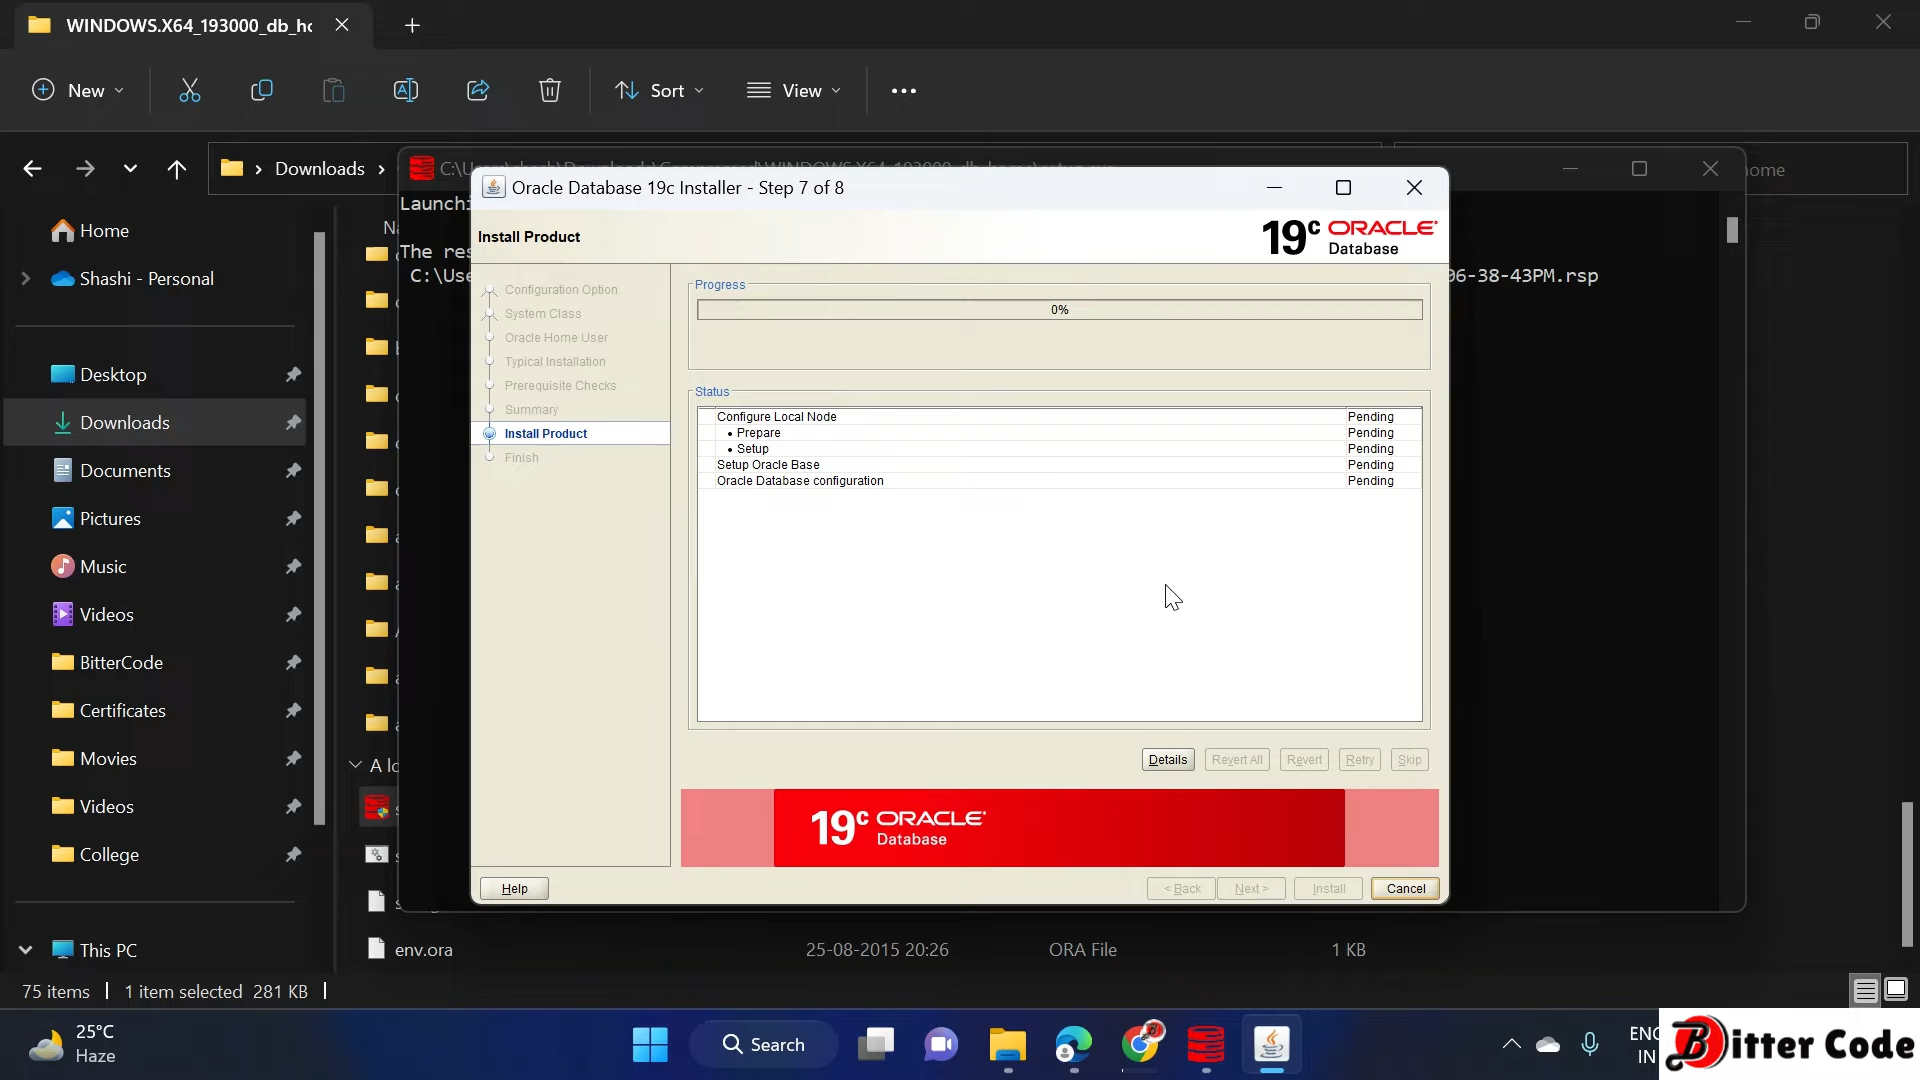 WINDOWS.X64_193000_db_hc
New
Sort
View
Downloads
ome
Home
Shashi - Personal
Desktop
Downloads
Documents
Pictures
Music
Videos
BitterCode
Certificates
Movies
Videos
College
This PC
A lo
env.ora 25-08-2015 20:26 ORA File 1 KB
75 items 1 item selected 281 KB
Launchi
The res
C:\Use
06-38-43PM.rsp
Oracle Database 19c Installer - Step 7 of 8
Install Product
19c ORACLE
Database
Configuration Option
System Class
Oracle Home User
Typical Installation
Prerequisite Checks
Summary
Install Product
Finish
Progress
0%
Status
Configure Local Node Pending
• Prepare Pending
• Setup Pending
Setup Oracle Base Pending
Oracle Database configuration Pending
Details Revert All Revert Retry Skip
19c ORACLE
Database
Help < Back Next > Install Cancel
25°C
Haze
Search
ENG
IN
Bitter Code